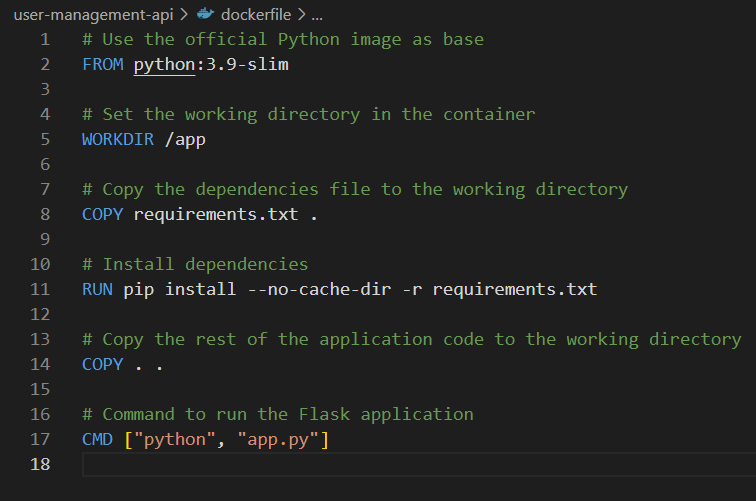 user-management-api > dockerfile > ...
1 # Use the official Python image as base
2 FROM python:3.9-slim
3
4 # Set the working directory in the container
5 WORKDIR /app
6
7 # Copy the dependencies file to the working directory
8 COPY requirements.txt .
9
10 # Install dependencies
11 RUN pip install --no-cache-dir -r requirements.txt
12
13 # Copy the rest of the application code to the working directory
14 COPY . .
15
16 # Command to run the Flask application
17 CMD ["python", "app.py"]
18